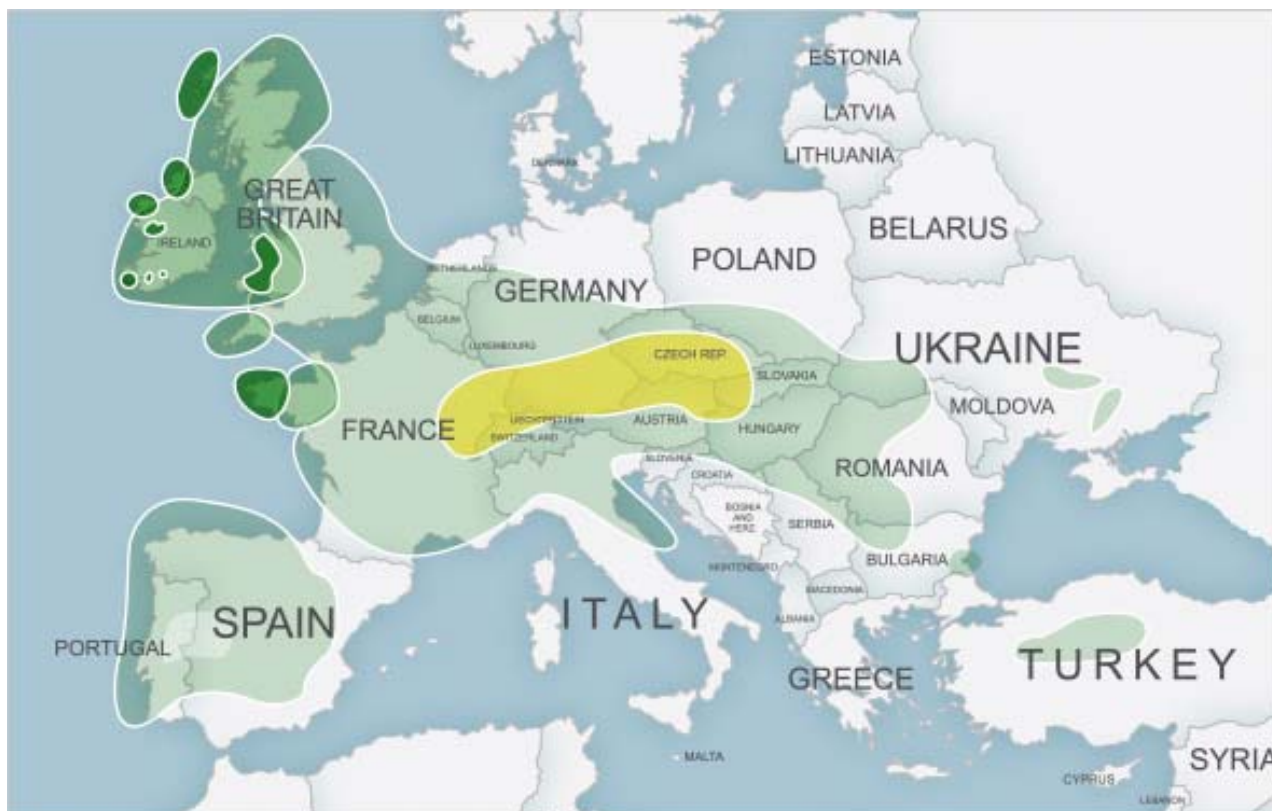 ESTONIA
LATVIA
LITHUANIA
DENMARK
BELARUS
GREAT
BRITAIN
IRELAND
POLAND
NETHERLANDS
GERMANY
BELGIUM
LUXEMBOURG
CZECH REP.
UKRAINE
SLOVAKIA
MOLDOVA
FRANCE
LIECHTENSTEIN
SWITZERLAND
AUSTRIA
HUNGARY
SLOVENIA
CROATIA
ROMANIA
BOSNIA
AND
HERZ.
SERBIA
BULGARIA
MONTENEGRO
MACEDONIA
ALBANIA
ITALY
SPAIN
PORTUGAL
GREECE
TURKEY
MALTA
CYPRUS
SYRIA
LEBANON